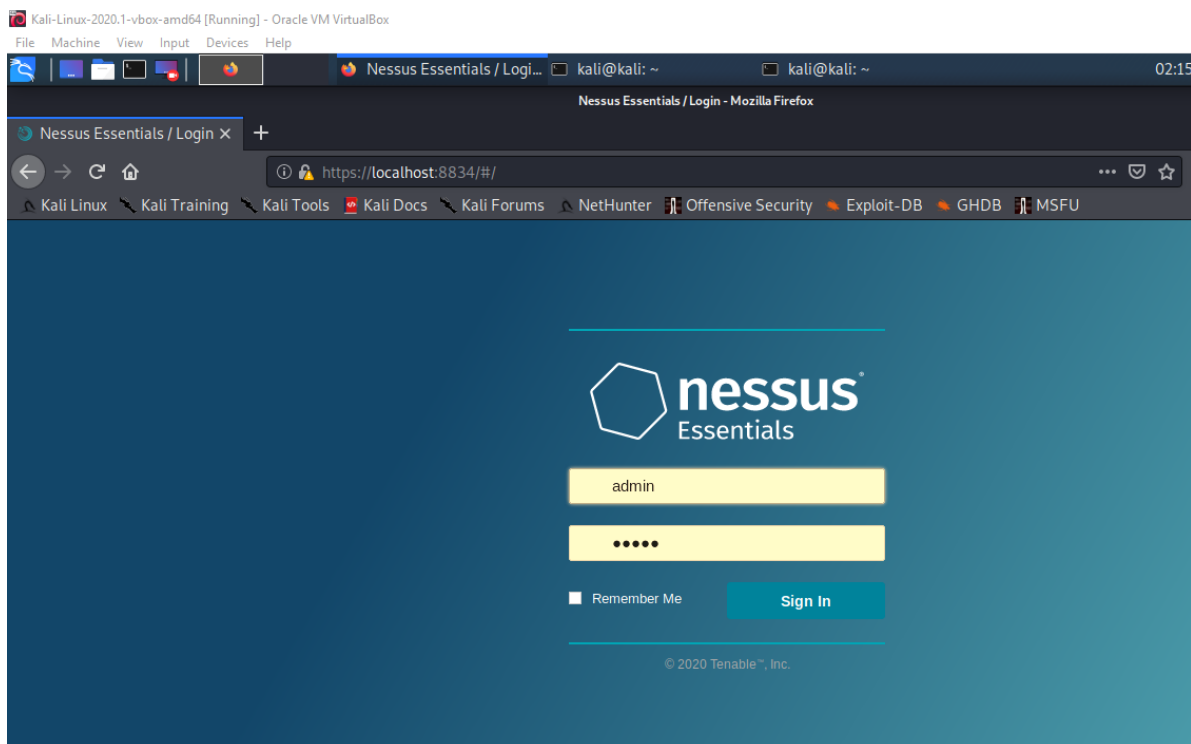 Kali-Linux-2020.1-vbox-amd64 [Running] - Oracle VM VirtualBox
File Machine View Input Devices Help
Nessus Essentials / Logi... kali@kali: ~ kali@kali: ~ 02:15
Nessus Essentials / Login - Mozilla Firefox
Nessus Essentials / Login
https://localhost:8834/#/
Kali Linux Kali Training Kali Tools Kali Docs Kali Forums NetHunter Offensive Security Exploit-DB GHDB MSFU
nessus®
Essentials
admin
•••••
Remember Me Sign In
© 2020 Tenable™, Inc.